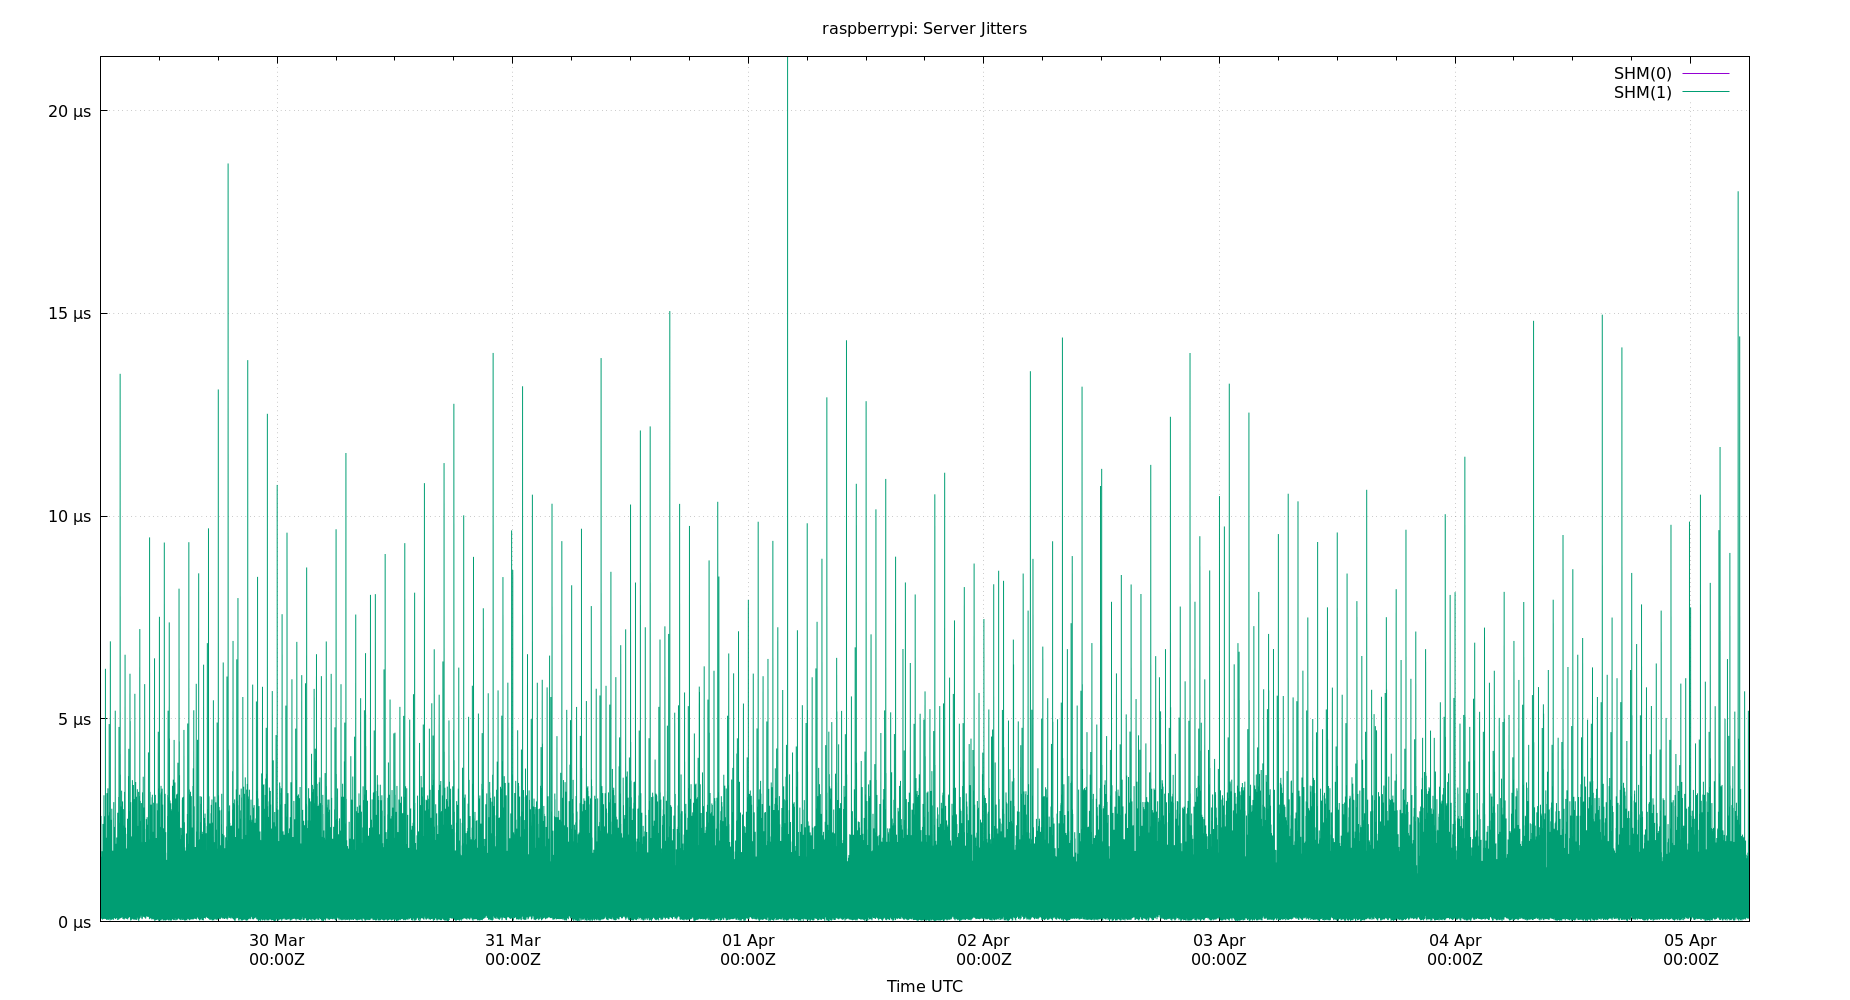 raspberrypi: Server Jitters
SHM(0)
SHM(1)
20 µs
15 µs
10 µs
5 µs
0 µs
30 Mar
00:00Z
31 Mar
00:00Z
01 Apr
00:00Z
02 Apr
00:00Z
03 Apr
00:00Z
04 Apr
00:00Z
05 Apr
00:00Z
Time UTC